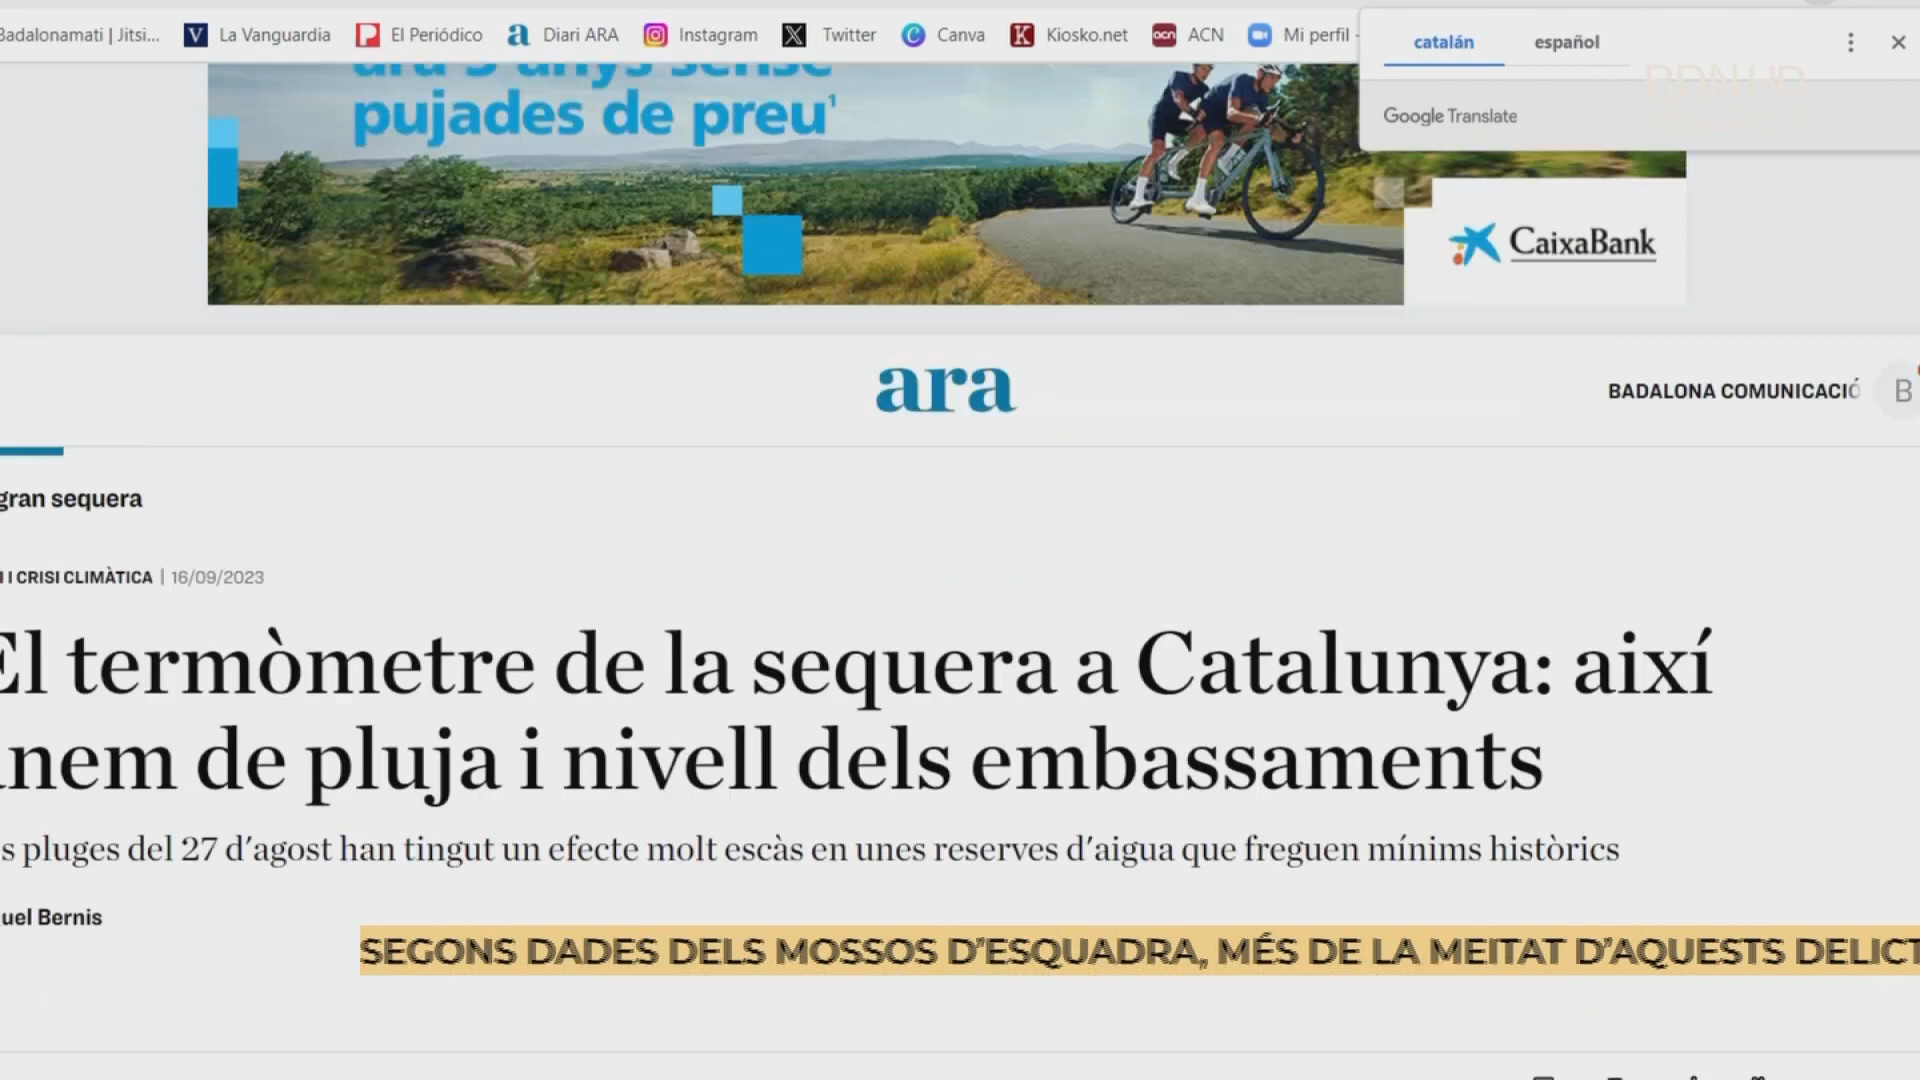 Badalonamati | Jitsi... La Vanguardia El Periódico Diari ARA Instagram Twitter Canva Kiosko.net ACN Mi perfil -
catalán español
Google Translate
ara 3 anys sense
pujades de preu¹
CaixaBank
ara
BADALONA COMUNICACIÓ B
gran sequera
I CRISI CLIMÀTICA | 16/09/2023
El termòmetre de la sequera a Catalunya: així
anem de pluja i nivell dels embassaments
s pluges del 27 d'agost han tingut un efecte molt escàs en unes reserves d'aigua que freguen mínims històrics
uel Bernis
SEGONS DADES DELS MOSSOS D'ESQUADRA, MÉS DE LA MEITAT D'AQUESTS DELICT